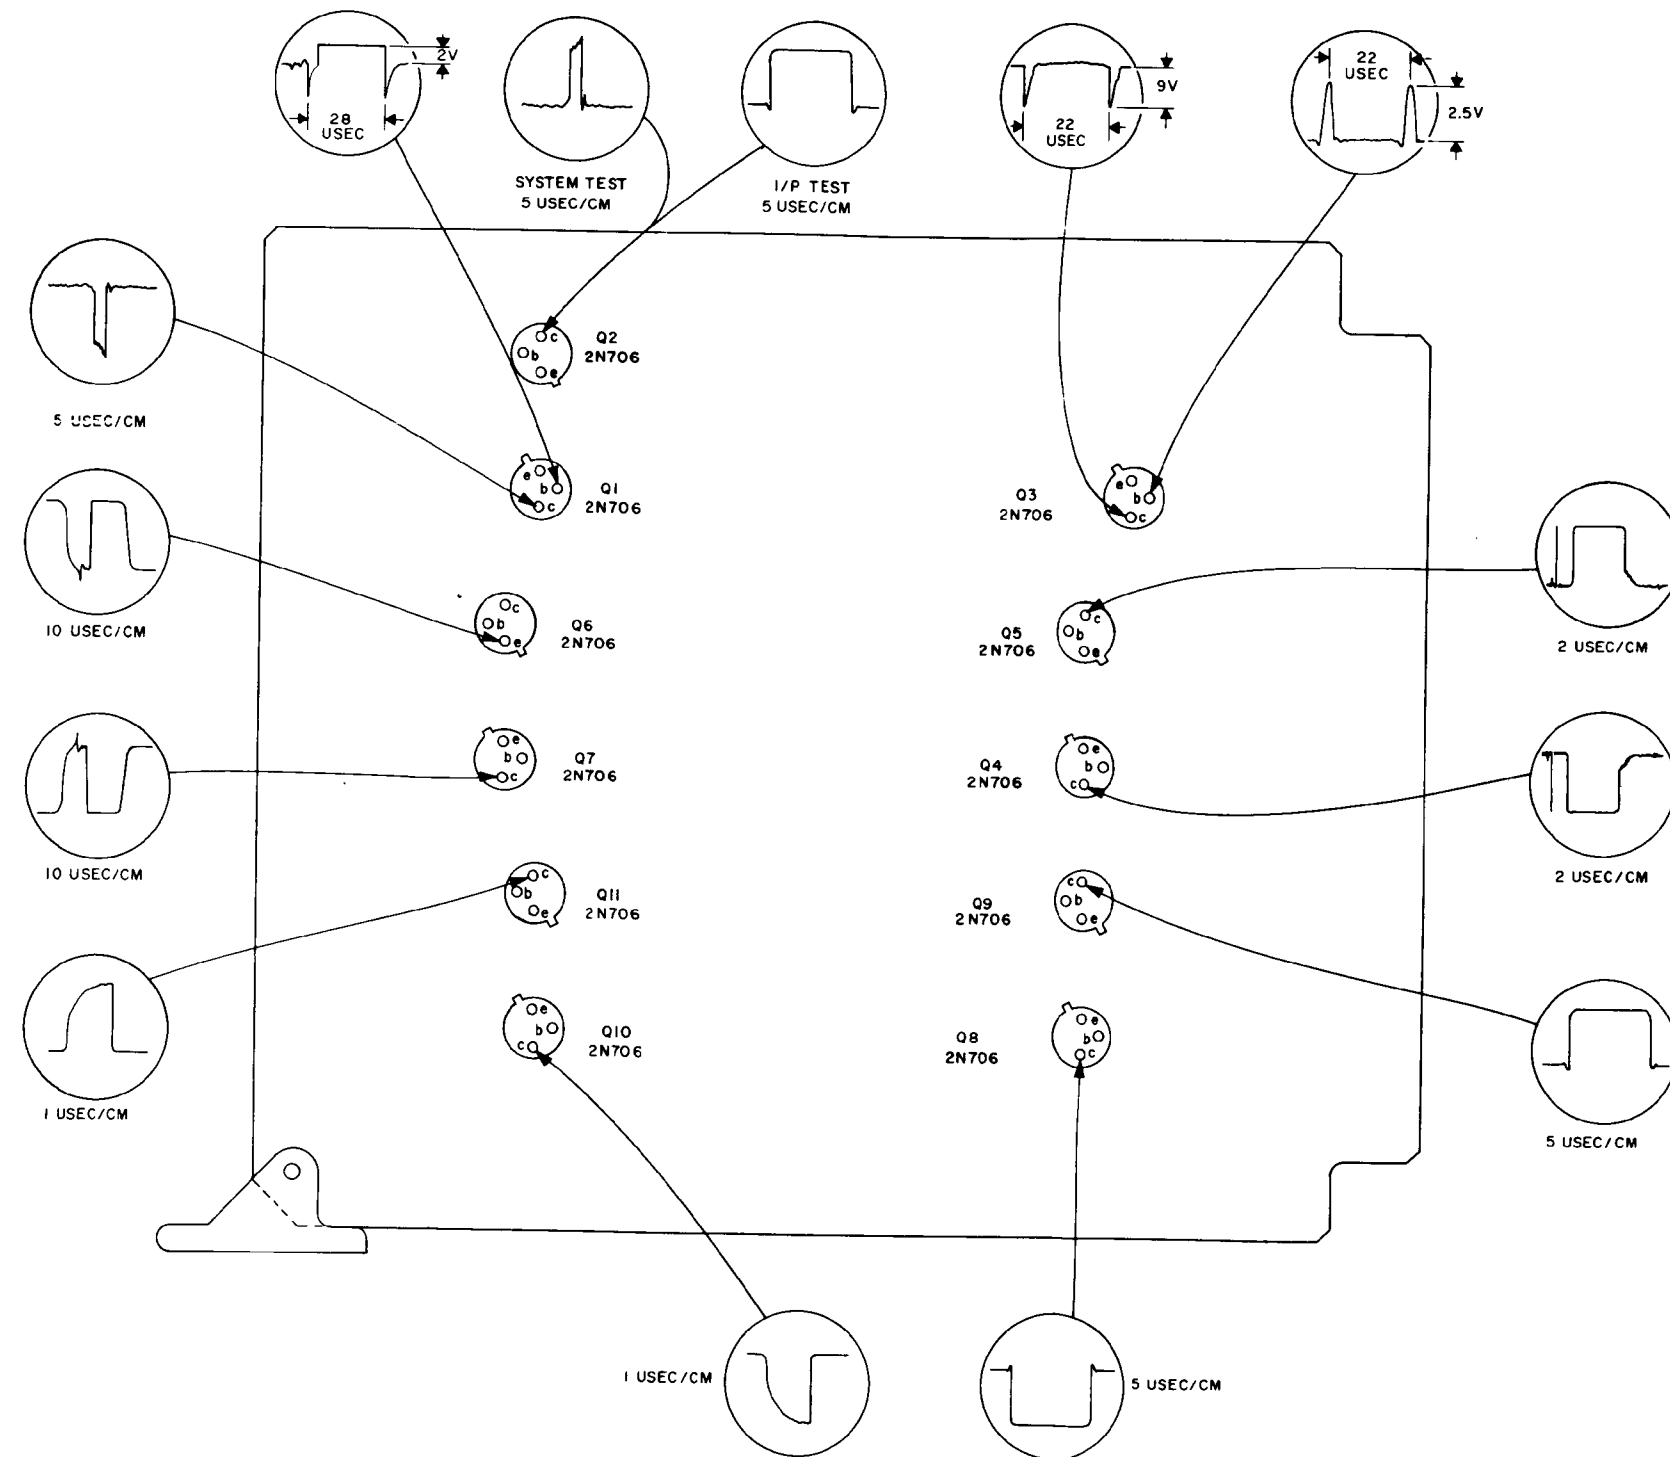 2V
28
USEC
SYSTEM TEST
5 USEC/CM
I/P TEST
5 USEC/CM
9V
22
USEC
22
USEC
2.5V
5 USEC/CM
c
b
e
Q2
2N706
e
b
c
Q1
2N706
e
b
c
Q3
2N706
10 USEC/CM
c
b
e
Q6
2N706
c
b
e
Q5
2N706
2 USEC/CM
10 USEC/CM
e
b
c
Q7
2N706
e
b
c
Q4
2N706
2 USEC/CM
1 USEC/CM
c
b
e
Q11
2N706
c
b
e
Q9
2N706
5 USEC/CM
e
b
c
Q10
2N706
e
b
c
Q8
2N706
1 USEC/CM
5 USEC/CM